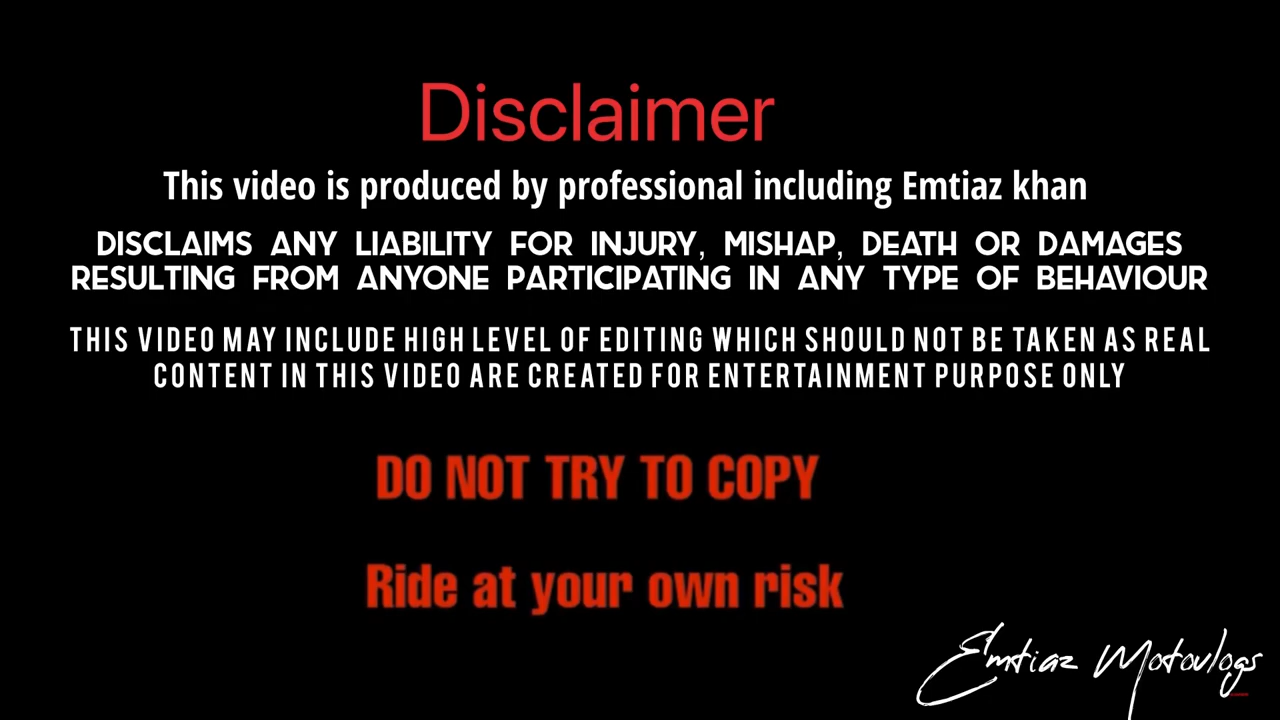 Disclaimer
This video is produced by professional including Emtiaz khan
DISCLAIMS ANY LIABILITY FOR INJURY, MISHAP, DEATH OR DAMAGES
RESULTING FROM ANYONE PARTICIPATING IN ANY TYPE OF BEHAVIOUR
THIS VIDEO MAY INCLUDE HIGH LEVEL OF EDITING WHICH SHOULD NOT BE TAKEN AS REAL
CONTENT IN THIS VIDEO ARE CREATED FOR ENTERTAINMENT PURPOSE ONLY
DO NOT TRY TO COPY
Ride at your own risk
Emtiaz Motovlogs